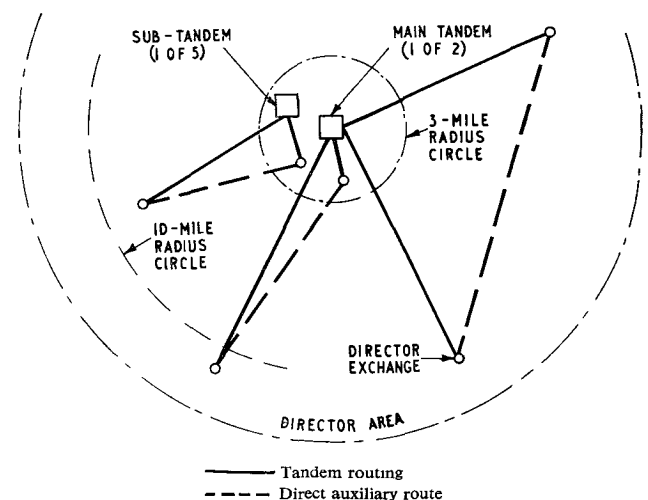 SUB-TANDEM
(1 OF 5)
MAIN TANDEM
(1 OF 2)
3-MILE
RADIUS
CIRCLE
10-MILE
RADIUS
CIRCLE
DIRECTOR
EXCHANGE
DIRECTOR AREA
Tandem routing
Direct auxiliary route